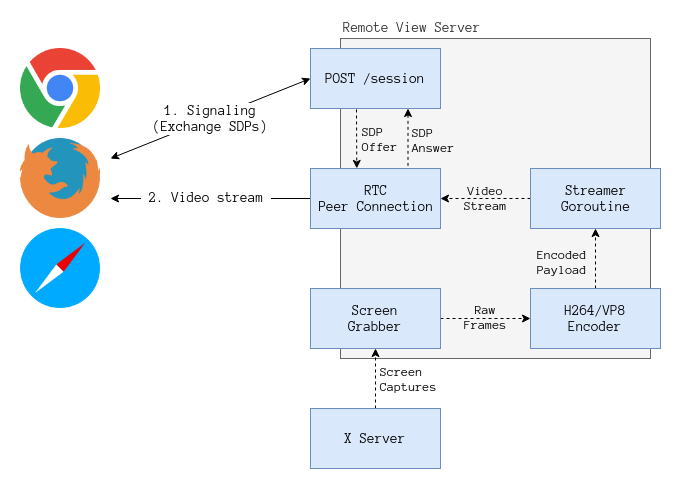 Remote View Server
POST /session
1. Signaling
(Exchange SDPs)
SDP
Offer
SDP
Answer
RTC
Peer Connection
2. Video stream
Video
Stream
Streamer
Goroutine
Encoded
Payload
Screen
Grabber
Raw
Frames
H264/VP8
Encoder
Screen
Captures
X Server